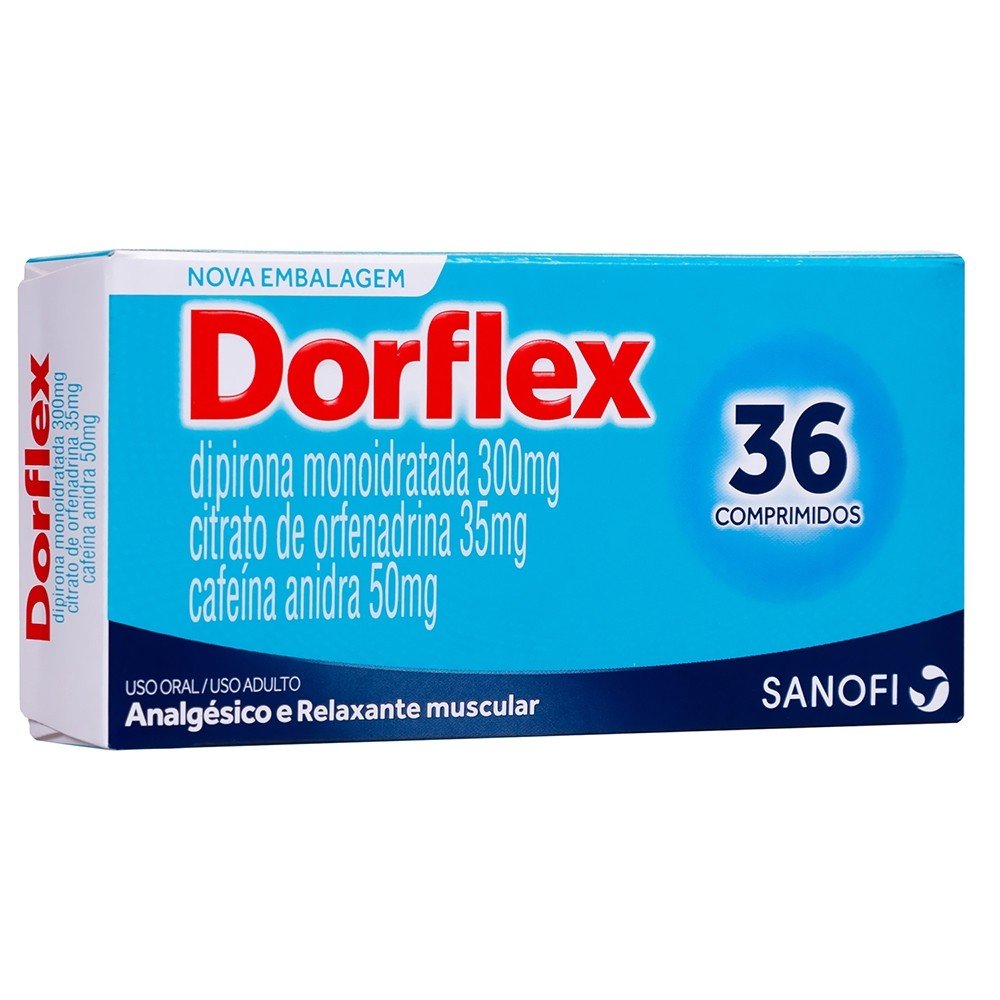 NOVA EMBALAGEM
Dorflex
dipirona monoidratada 300mg
citrato de orfenadrina 35mg
cafeína anidra 50mg
36
COMPRIMIDOS
USO ORAL / USO ADULTO
Analgésico e Relaxante muscular
SANOFI
Dorflex
dipirona monoidratada 300mg
citrato de orfenadrina 35mg
cafeína anidra 50mg